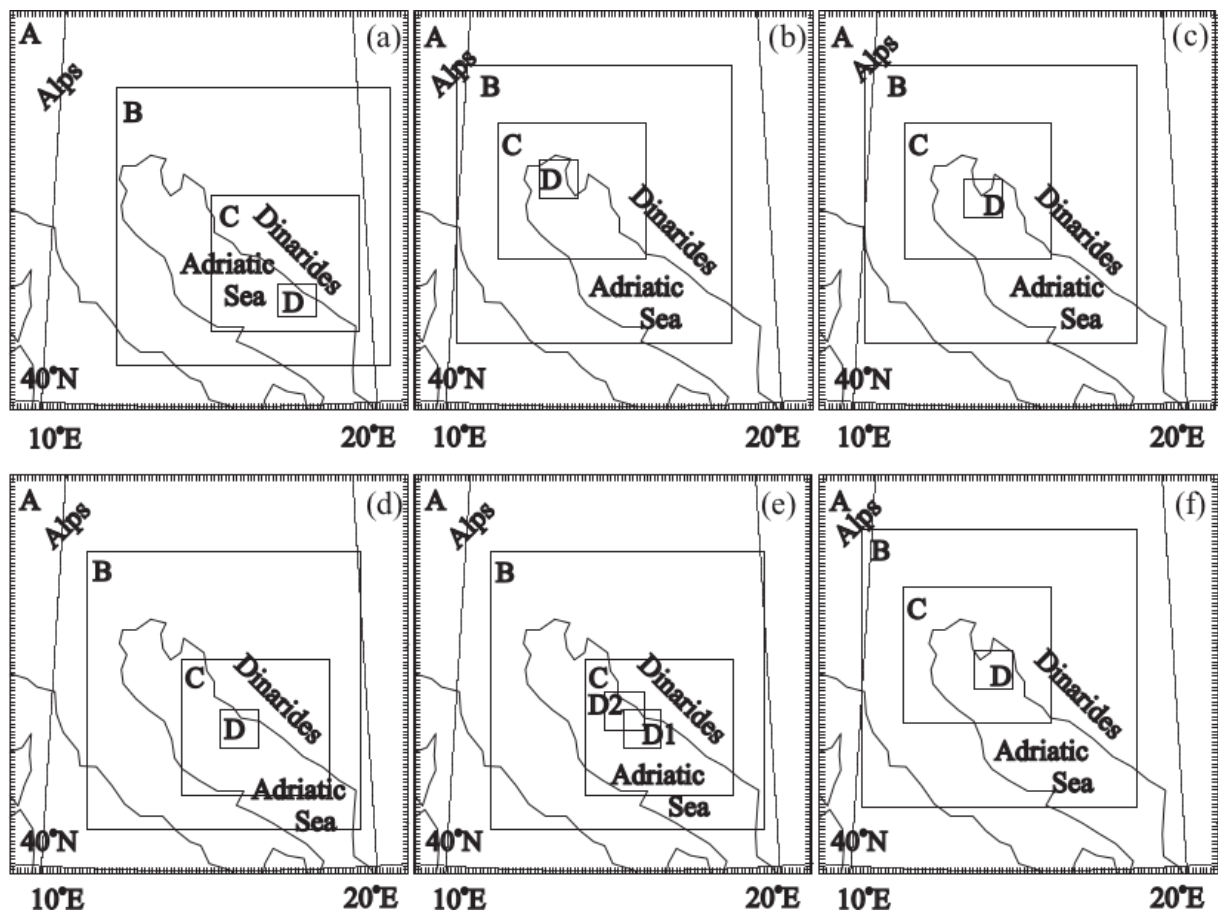 A
(a)
Alps
B
C
Dinarides
Adriatic
Sea
D
40°N
10°E
20°E
A
(b)
Alps
B
C
D
Dinarides
Adriatic
Sea
40°N
10°E
20°E
A
(c)
Alps
B
C
D
Dinarides
Adriatic
Sea
40°N
10°E
20°E
A
(d)
Alps
B
C
Dinarides
D
Adriatic
Sea
40°N
10°E
20°E
A
(e)
Alps
B
C
Dinarides
D2
D1
Adriatic
Sea
40°N
10°E
20°E
A
(f)
Alps
B
C
D
Dinarides
Adriatic
Sea
40°N
10°E
20°E